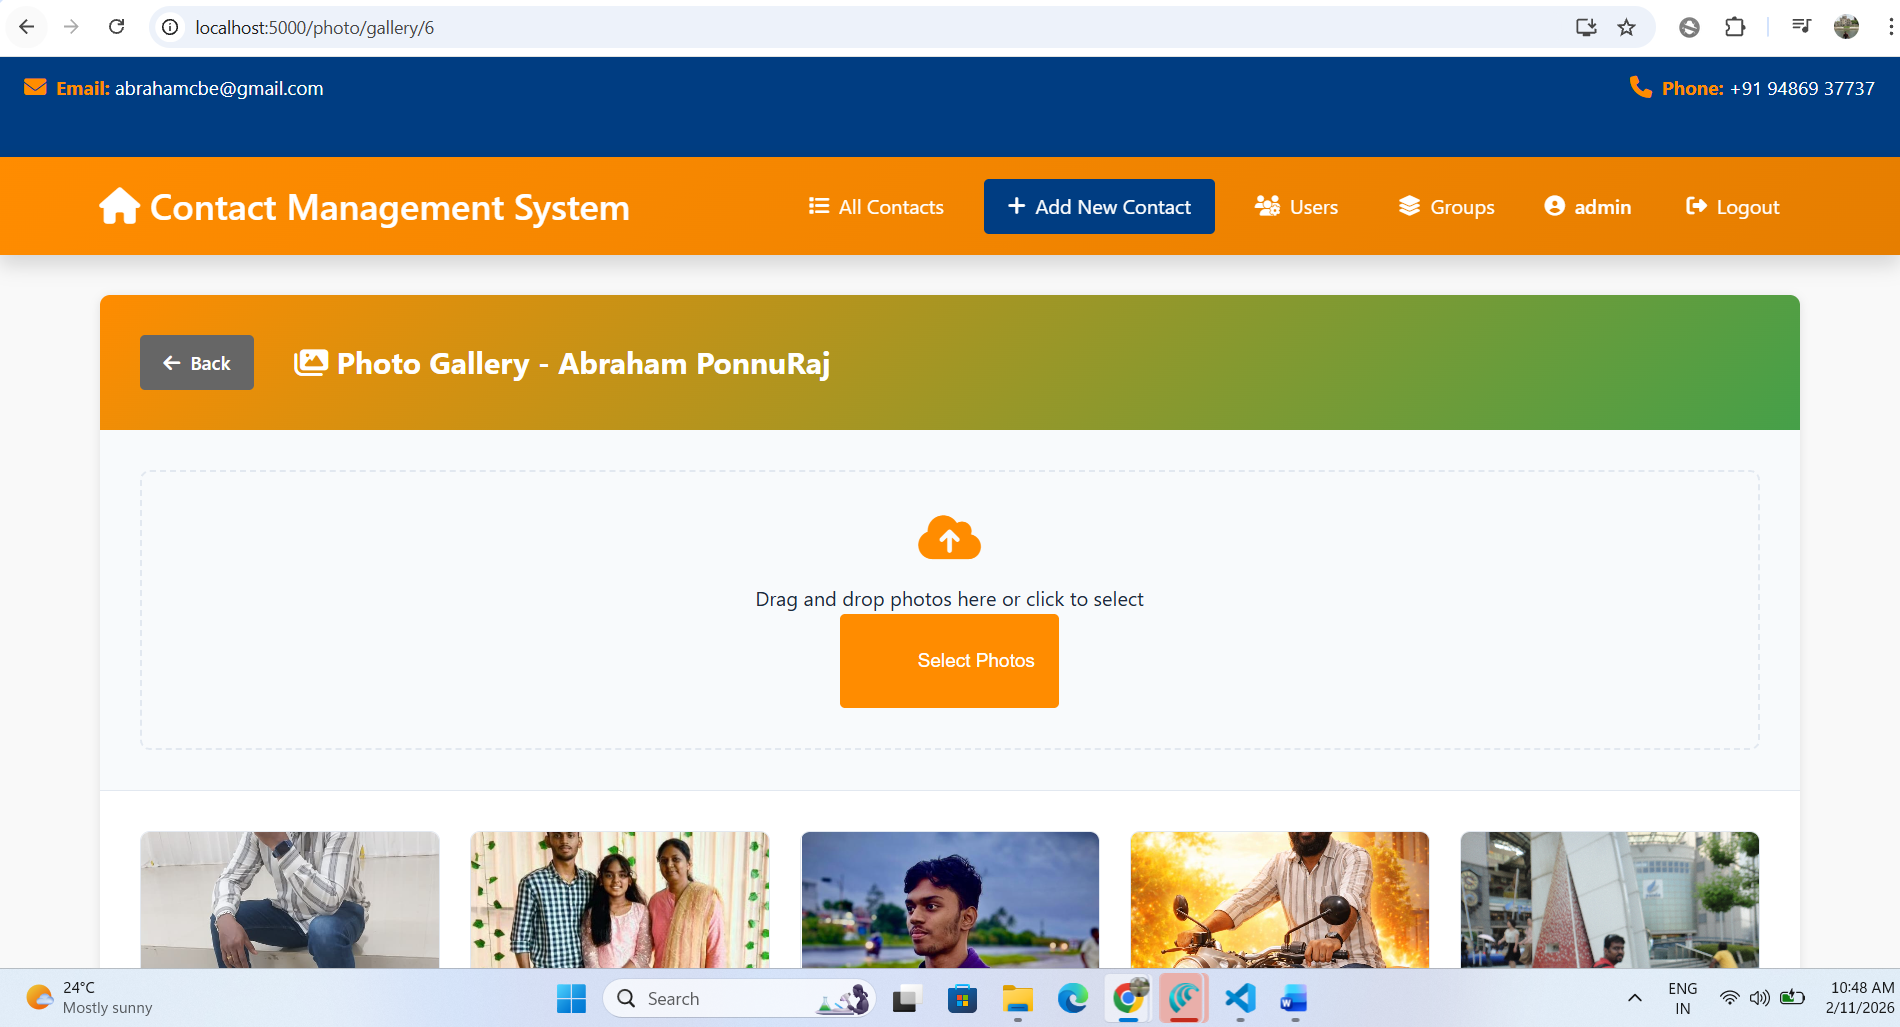 localhost:5000/photo/gallery/6
Email: abrahamcbe@gmail.com
Phone: +91 94869 37737
Contact Management System
All Contacts
Add New Contact
Users
Groups
admin
Logout
Back
Photo Gallery - Abraham PonnuRaj
Drag and drop photos here or click to select
Select Photos
24°C
Mostly sunny
Search
ENG
IN
10:48 AM
2/11/2026